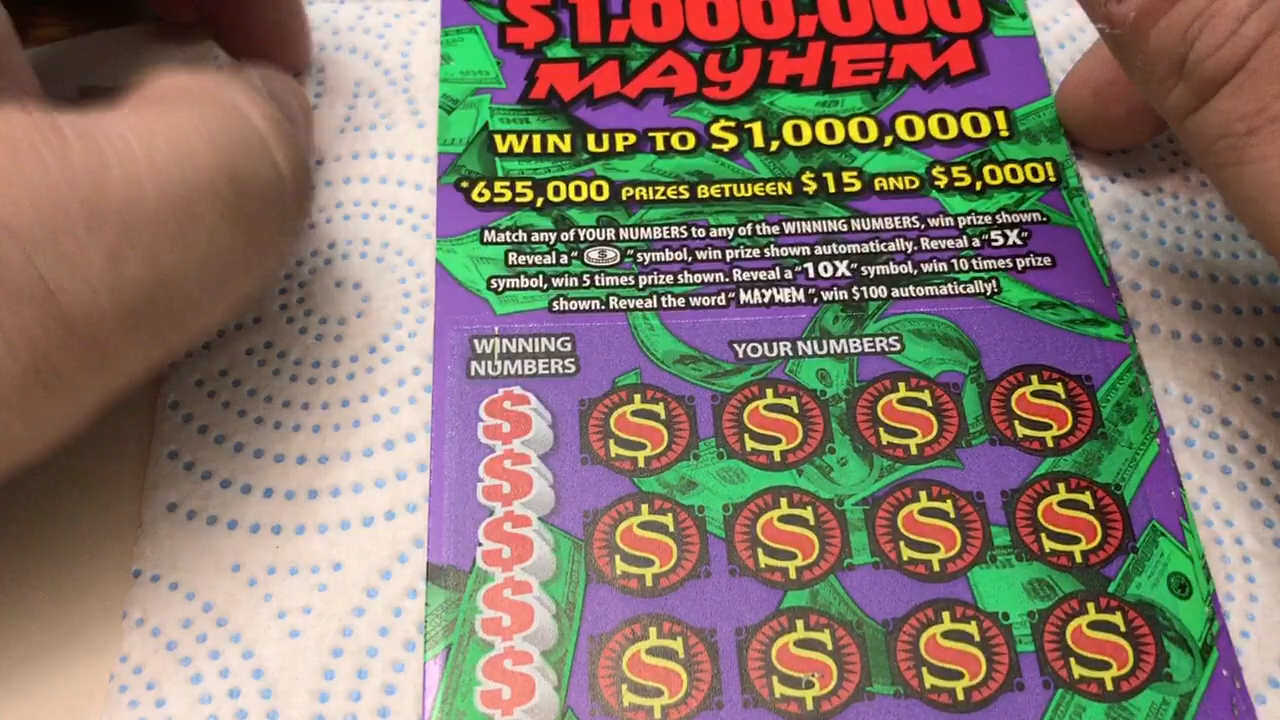 $1,000,000
MAYHEM
WIN UP TO $1,000,000!
*655,000 PRIZES BETWEEN $15 AND $5,000!
Match any of YOUR NUMBERS to any of the WINNING NUMBERS, win prize shown.
Reveal a " $ " symbol, win prize shown automatically. Reveal a "5X"
symbol, win 5 times prize shown. Reveal a "10X" symbol, win 10 times prize
shown. Reveal the word "MAYHEM", win $100 automatically!
WINNING
NUMBERS
YOUR NUMBERS
$
$
$
$
$
$ $ $ $
$ $ $ $
$ $ $ $